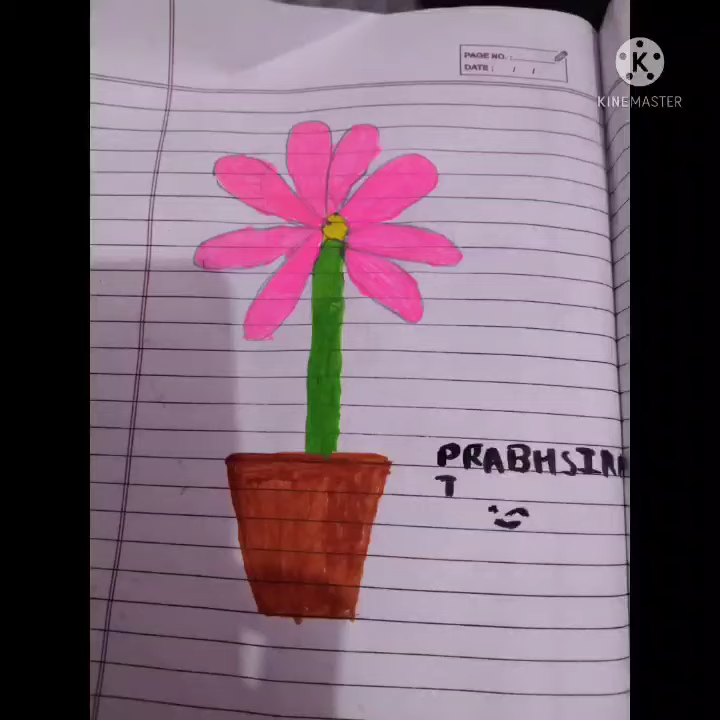 PAGE NO. :
DATE : / /
KINEMASTER
PRABHSIM
T